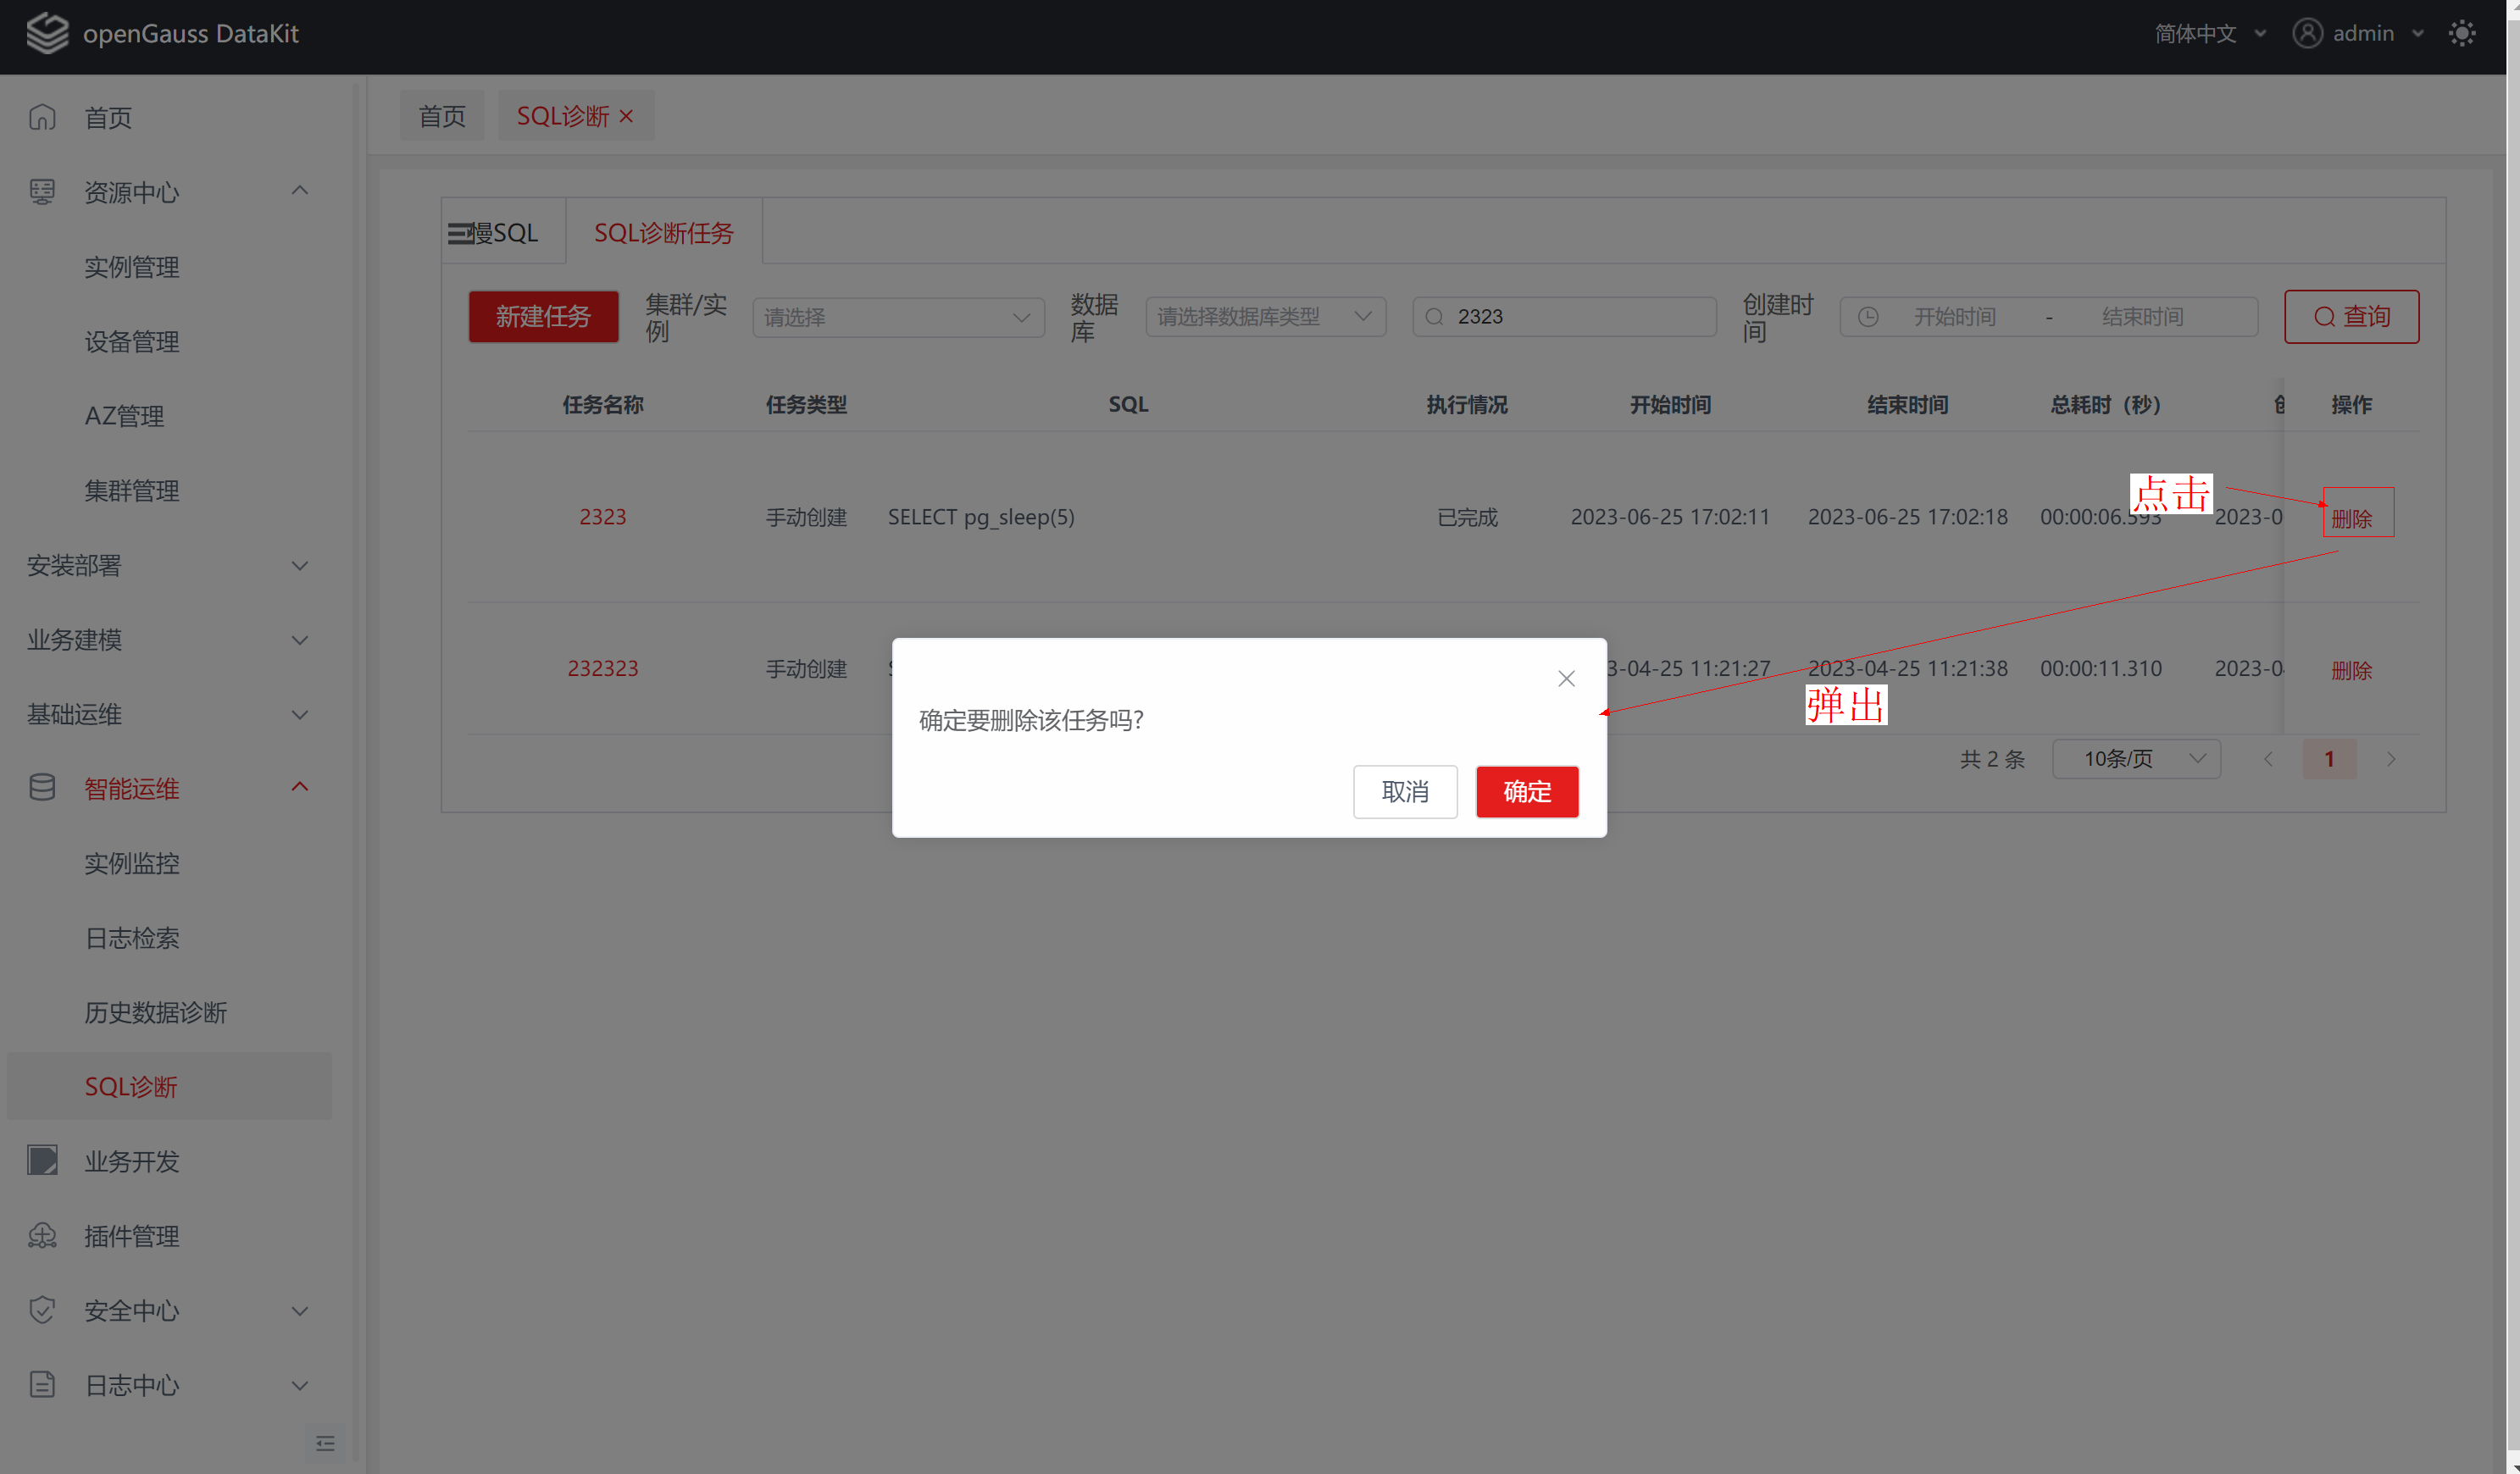 openGauss DataKit
简体中文
admin
首页
资源中心
实例管理
设备管理
AZ管理
集群管理
安装部署
业务建模
基础运维
智能运维
实例监控
日志检索
历史数据诊断
SQL诊断
业务开发
插件管理
安全中心
日志中心
首页
SQL诊断
慢SQL
SQL诊断任务
新建任务
集群/实
例
请选择
数据
库
请选择数据库类型
2323
创建时
间
开始时间 - 结束时间
查询
任务名称 任务类型 SQL 执行情况 开始时间 结束时间 总耗时（秒） 操作
2323 手动创建 SELECT pg_sleep(5) 已完成 2023-06-25 17:02:11 2023-06-25 17:02:18 00:00:06.593 2023-0 删除
点击
232323 手动创建 3-04-25 11:21:27 2023-04-25 11:21:38 00:00:11.310 2023-0 删除
弹出
确定要删除该任务吗?
取消
确定
共 2 条
10条/页
1